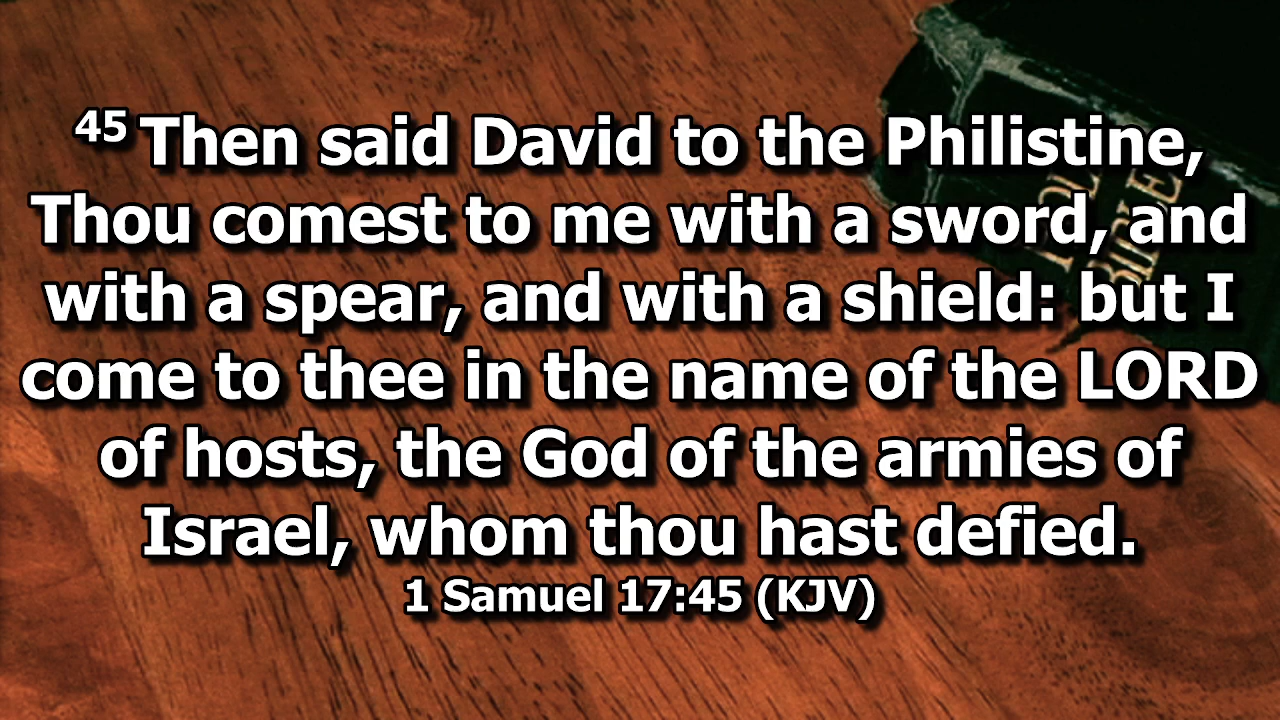 45 Then said David to the Philistine,
Thou comest to me with a sword, and
with a spear, and with a shield: but I
come to thee in the name of the LORD
of hosts, the God of the armies of
Israel, whom thou hast defied.
1 Samuel 17:45 (KJV)
HOLY
BIBLE